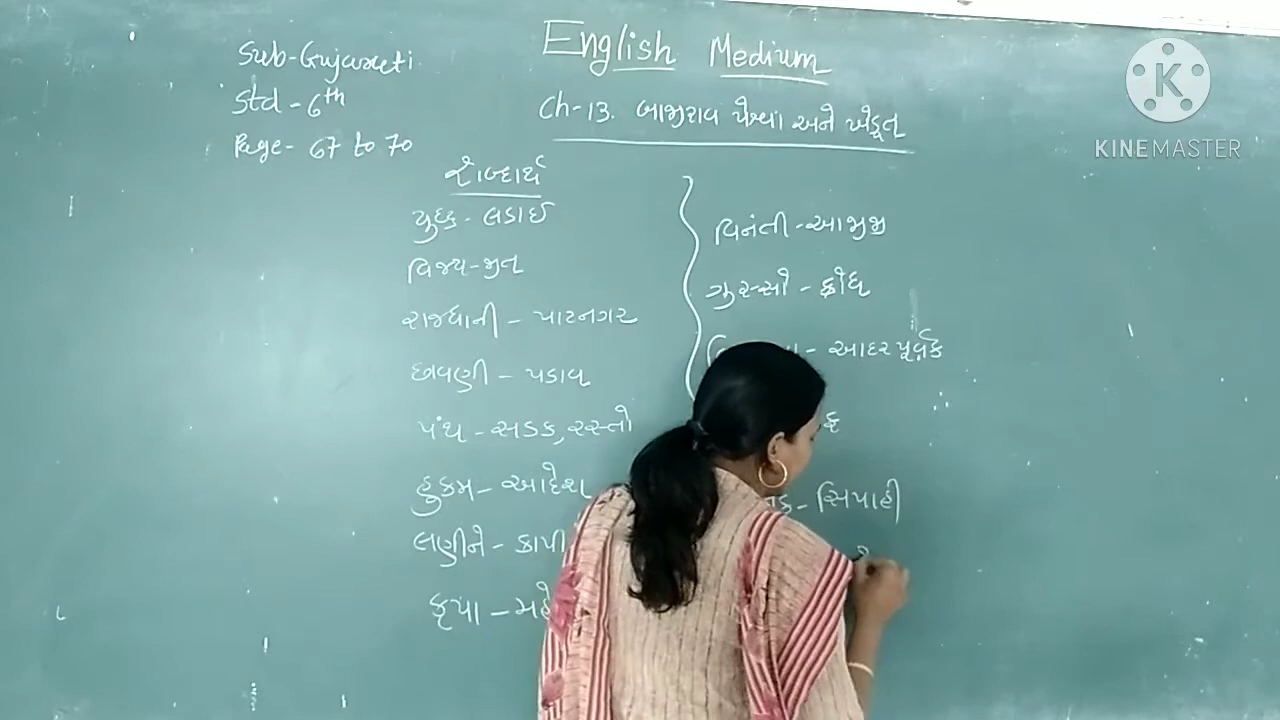 Sub-Gujarati
Std - 6th
Page- 67 to 70
English Medium
Ch-13. બાજીરાવ પેશ્વા અને ખેડૂત
શબ્દાર્થ
યુદ્ધ - લડાઈ
વિજય-જીત
રાજધાની - પાટનગર
છાવણી - પડાવ
પંથ - સડક, રસ્તો
હુકમ - આદેશ
લણીને - કાપી
કૃપા - મહે
વિનંતી-આજીજી
ગુસ્સો - ક્રોધ
- આદરપૂર્વક
- સિપાહી
K
KINEMASTER